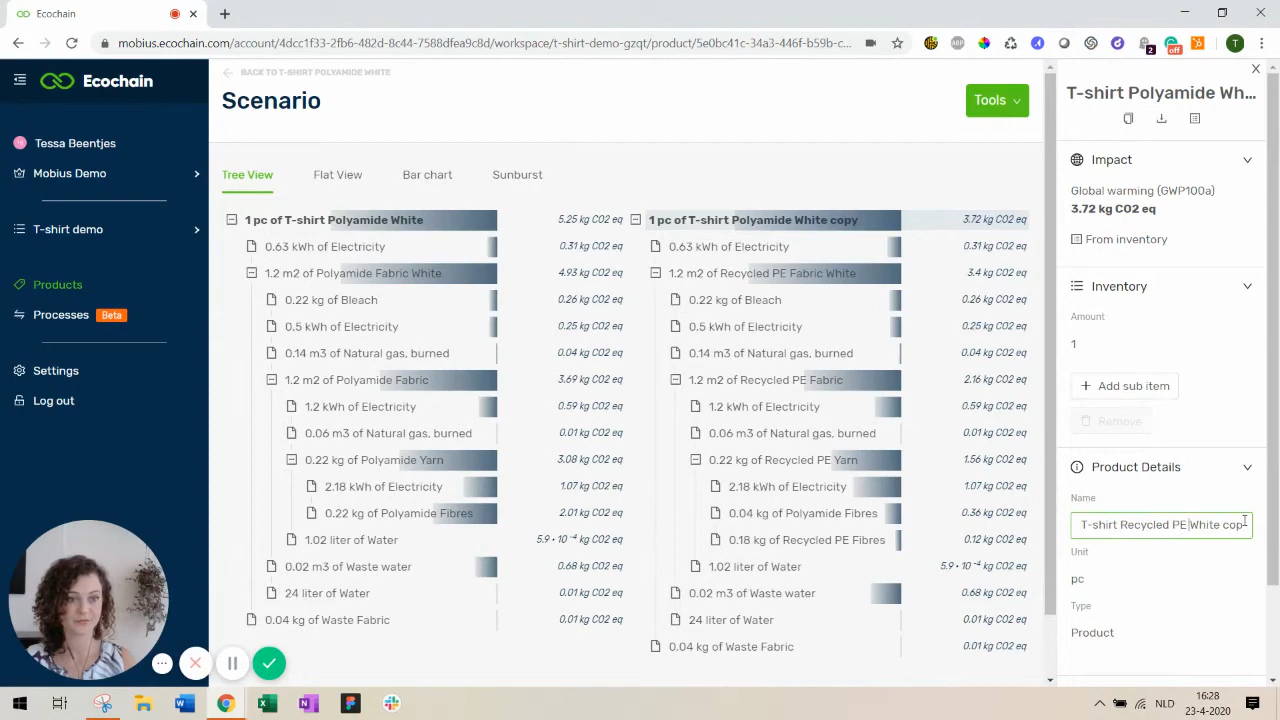 Ecochain
mobius.ecochain.com/account/4dcc1f33-2fb6-482d-8c44-7588dfea9c8d/workspace/t-shirt-demo-gzqt/product/5e0bc41c-34a3-446f-b59b-c...
ABP
2
off
T
Ecochain
BACK TO T-SHIRT POLYAMIDE WHITE
Scenario
Tools
T-shirt Polyamide Wh...
Tessa Beentjes
Mobius Demo
T-shirt demo
Products
Processes Beta
Settings
Log out
Tree View Flat View Bar chart Sunburst
1 pc of T-shirt Polyamide White 5.25 kg CO2 eq
0.63 kWh of Electricity 0.31 kg CO2 eq
1.2 m2 of Polyamide Fabric White 4.93 kg CO2 eq
0.22 kg of Bleach 0.26 kg CO2 eq
0.5 kWh of Electricity 0.25 kg CO2 eq
0.14 m3 of Natural gas, burned 0.04 kg CO2 eq
1.2 m2 of Polyamide Fabric 3.69 kg CO2 eq
1.2 kWh of Electricity 0.59 kg CO2 eq
0.06 m3 of Natural gas, burned 0.01 kg CO2 eq
0.22 kg of Polyamide Yarn 3.08 kg CO2 eq
2.18 kWh of Electricity 1.07 kg CO2 eq
0.22 kg of Polyamide Fibres 2.01 kg CO2 eq
1.02 liter of Water 5.9 • 10⁻⁴ kg CO2 eq
0.02 m3 of Waste water 0.68 kg CO2 eq
24 liter of Water 0.01 kg CO2 eq
0.04 kg of Waste Fabric 0.01 kg CO2 eq
1 pc of T-shirt Polyamide White copy 3.72 kg CO2 eq
0.63 kWh of Electricity 0.31 kg CO2 eq
1.2 m2 of Recycled PE Fabric White 3.4 kg CO2 eq
0.22 kg of Bleach 0.26 kg CO2 eq
0.5 kWh of Electricity 0.25 kg CO2 eq
0.14 m3 of Natural gas, burned 0.04 kg CO2 eq
1.2 m2 of Recycled PE Fabric 2.16 kg CO2 eq
1.2 kWh of Electricity 0.59 kg CO2 eq
0.06 m3 of Natural gas, burned 0.01 kg CO2 eq
0.22 kg of Recycled PE Yarn 1.56 kg CO2 eq
2.18 kWh of Electricity 1.07 kg CO2 eq
0.04 kg of Polyamide Fibres 0.36 kg CO2 eq
0.18 kg of Recycled PE Fibres 0.12 kg CO2 eq
1.02 liter of Water 5.9 • 10⁻⁴ kg CO2 eq
0.02 m3 of Waste water 0.68 kg CO2 eq
24 liter of Water 0.01 kg CO2 eq
0.04 kg of Waste Fabric 0.01 kg CO2 eq
Impact
Global warming (GWP100a)
3.72 kg CO2 eq
From inventory
Inventory
Amount
1
Add sub item
Remove
Product Details
Name
T-shirt Recycled PE White copy
Unit
pc
Type
Product
NLD
16:28
23-4-2020